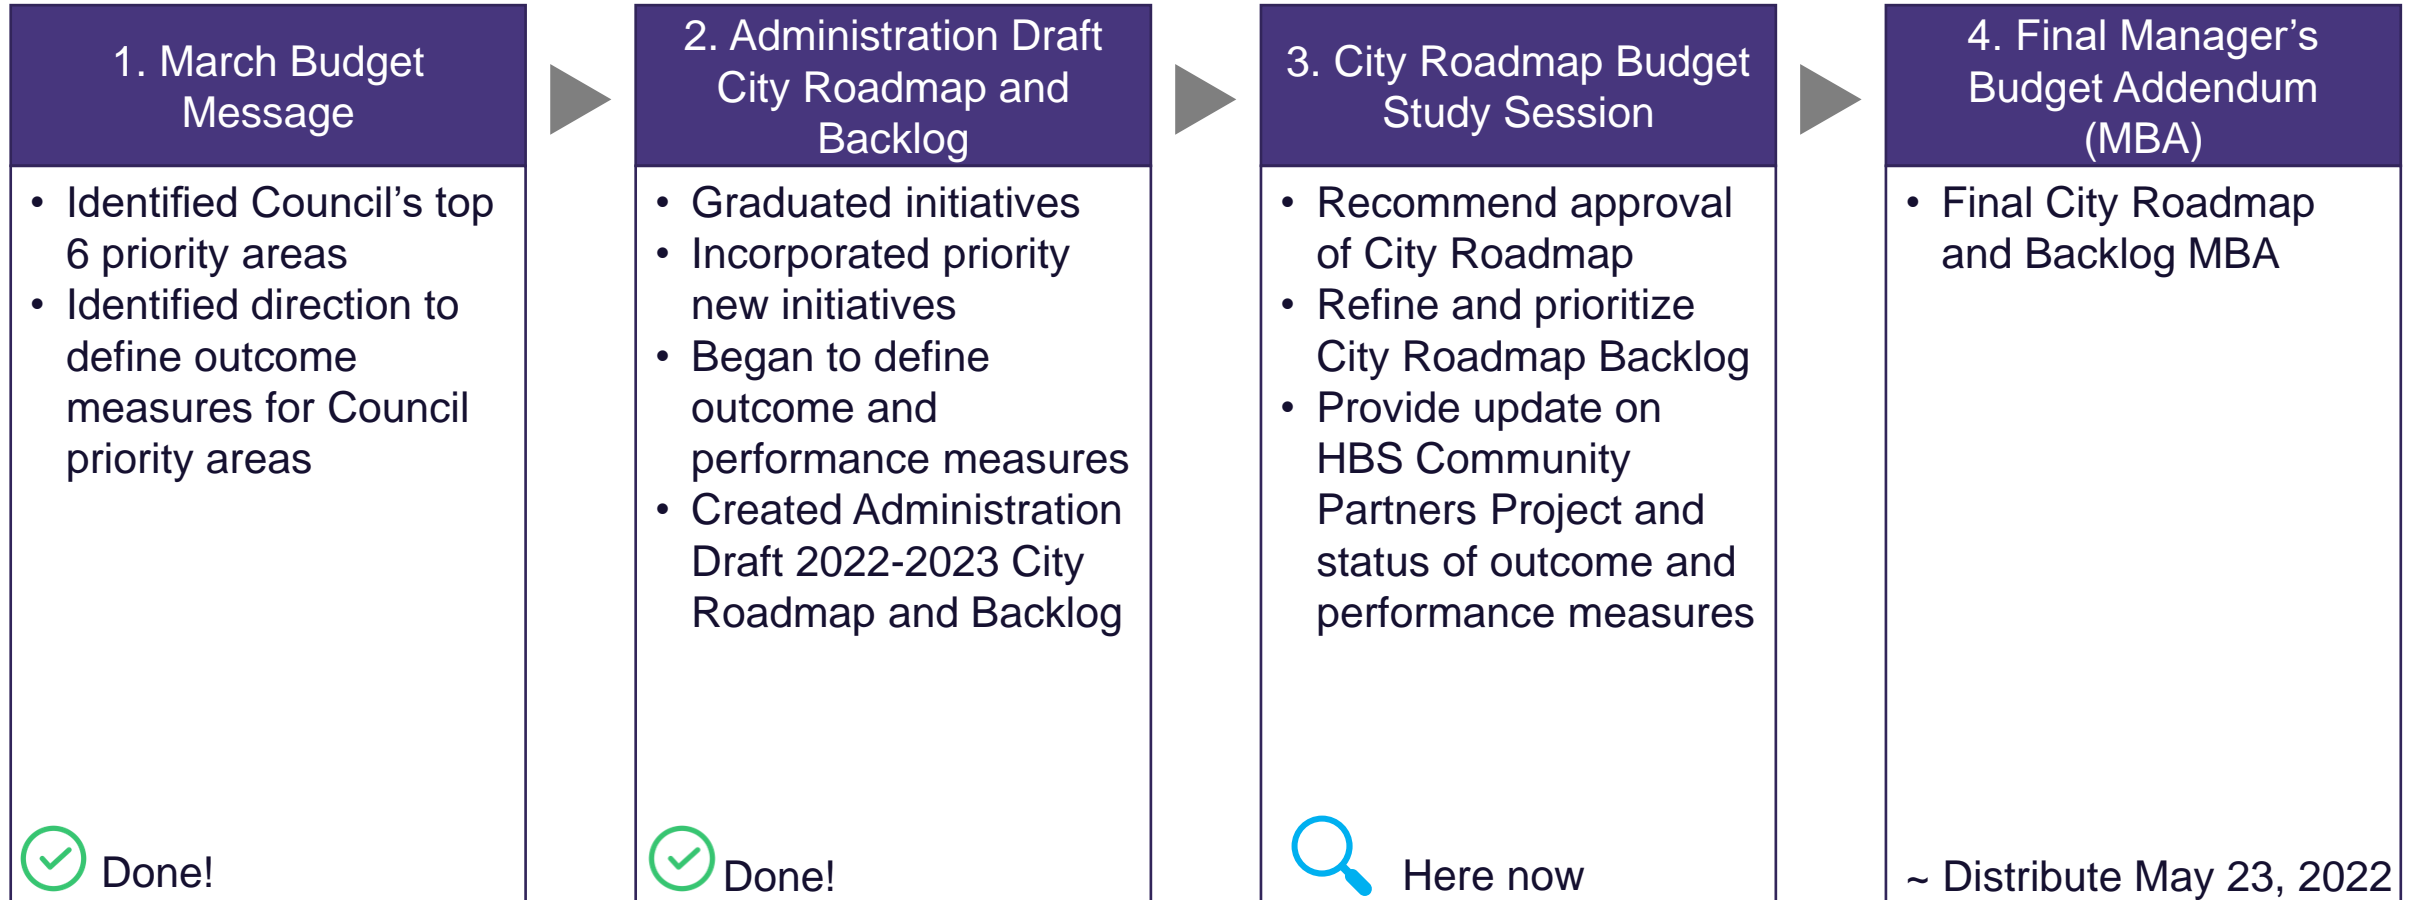 1. March Budget
Message
• Identified Council’s top
6 priority areas
• Identified direction to
define outcome
measures for Council
priority areas
Done!
2. Administration Draft
City Roadmap and
Backlog
• Graduated initiatives
• Incorporated priority
new initiatives
• Began to define
outcome and
performance measures
• Created Administration
Draft 2022-2023 City
Roadmap and Backlog
Done!
3. City Roadmap Budget
Study Session
• Recommend approval
of City Roadmap
• Refine and prioritize
City Roadmap Backlog
• Provide update on
HBS Community
Partners Project and
status of outcome and
performance measures
Here now
4. Final Manager’s
Budget Addendum
(MBA)
• Final City Roadmap
and Backlog MBA
~ Distribute May 23, 2022